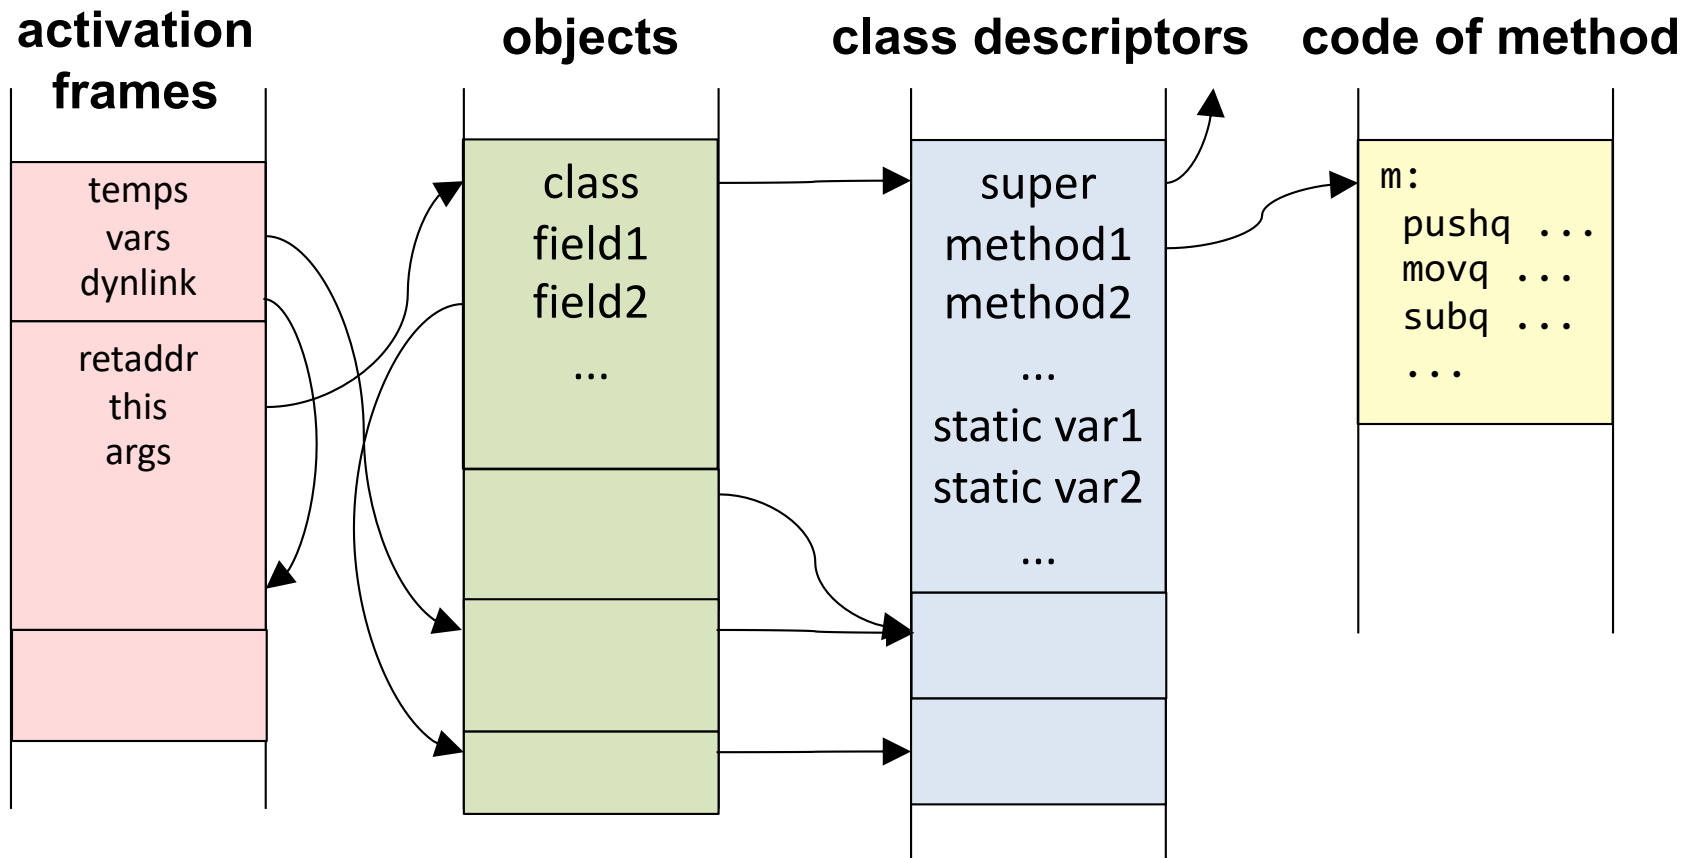 activation
frames
temps
vars
dynlink
retaddr
this
args
objects
class
field1
field2
...
class descriptors
super
method1
method2
...
static var1
static var2
...
code of method
m:
pushq ...
movq ...
subq ...
...